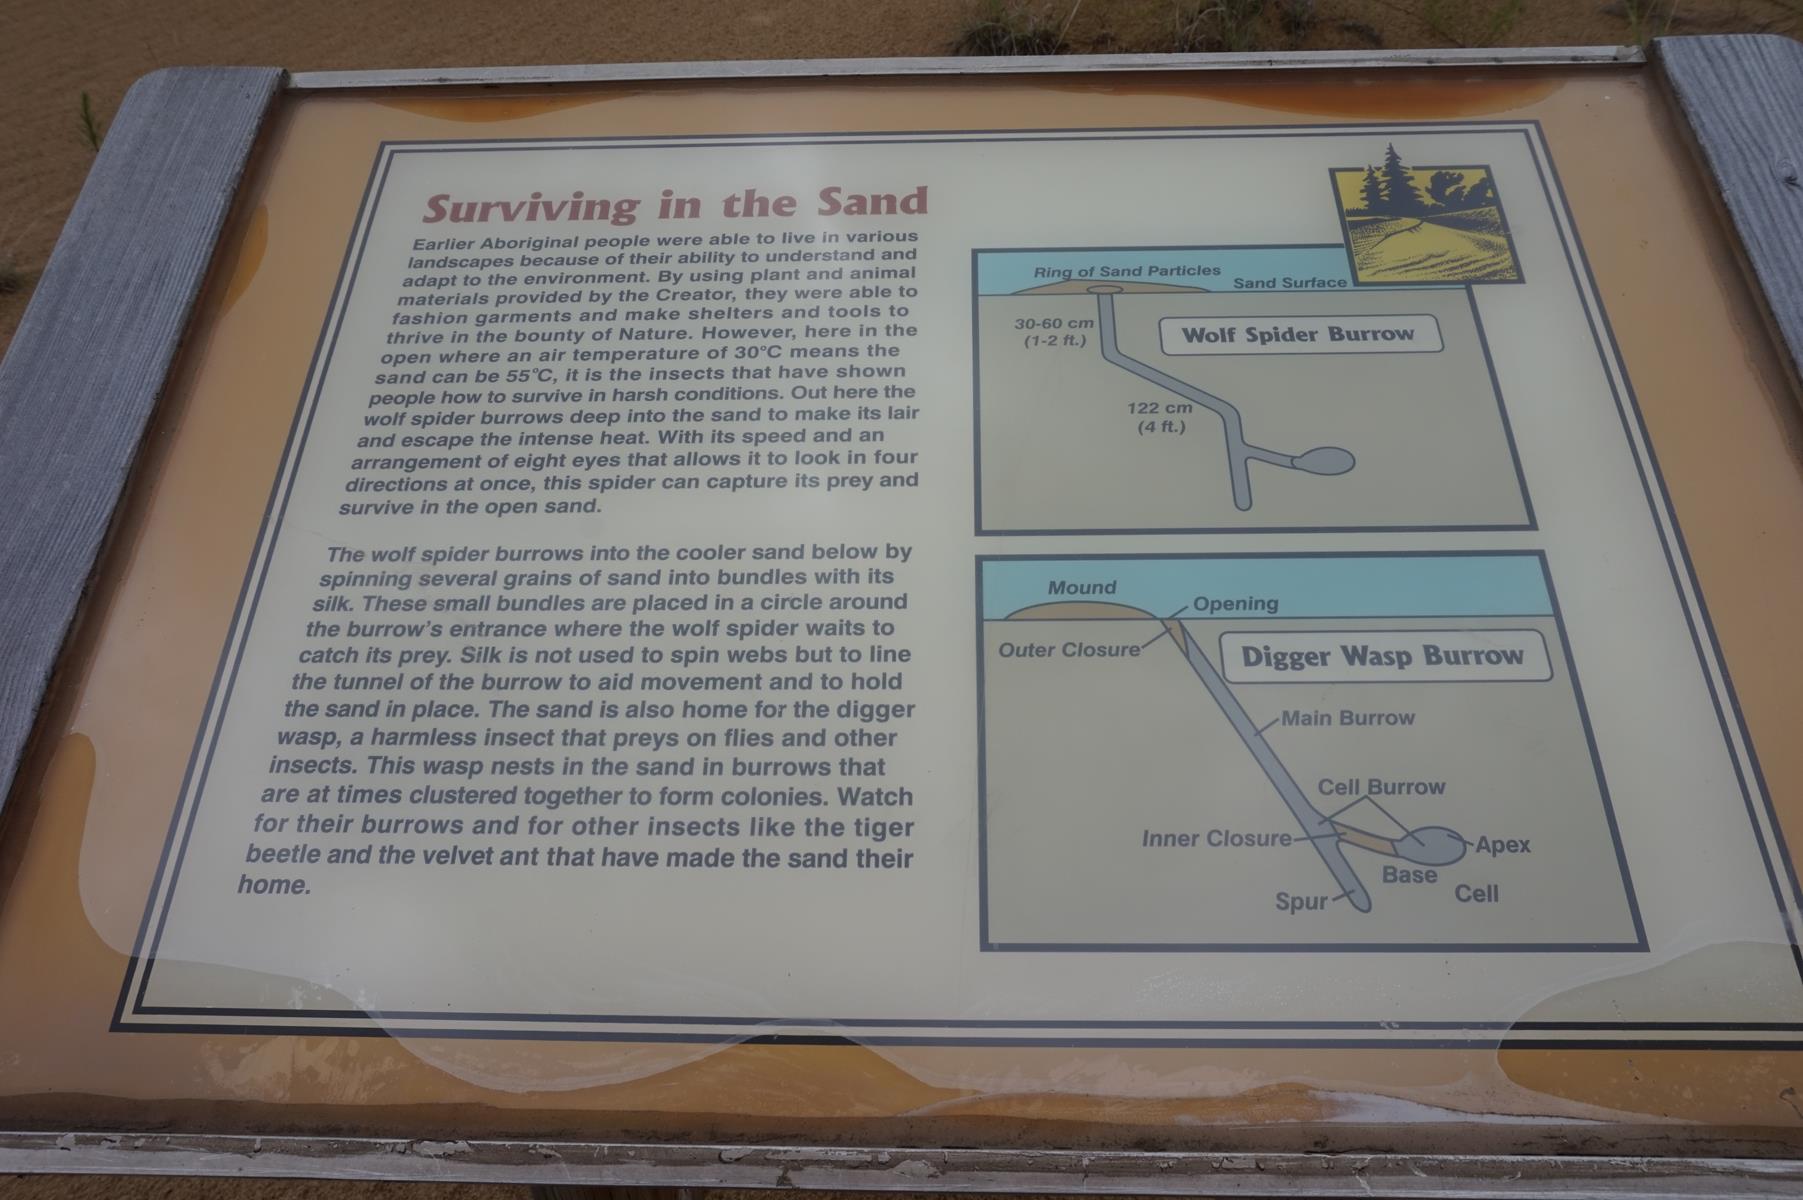 Surviving in the Sand
Earlier Aboriginal people were able to live in various
landscapes because of their ability to understand and
adapt to the environment. By using plant and animal
materials provided by the Creator, they were able to
fashion garments and make shelters and tools to
thrive in the bounty of Nature. However, here in the
open where an air temperature of 30°C means the
sand can be 55°C, it is the insects that have shown
people how to survive in harsh conditions. Out here the
wolf spider burrows deep into the sand to make its lair
and escape the intense heat. With its speed and an
arrangement of eight eyes that allows it to look in four
directions at once, this spider can capture its prey and
survive in the open sand.
The wolf spider burrows into the cooler sand below by
spinning several grains of sand into bundles with its
silk. These small bundles are placed in a circle around
the burrow's entrance where the wolf spider waits to
catch its prey. Silk is not used to spin webs but to line
the tunnel of the burrow to aid movement and to hold
the sand in place. The sand is also home for the digger
wasp, a harmless insect that preys on flies and other
insects. This wasp nests in the sand in burrows that
are at times clustered together to form colonies. Watch
for their burrows and for other insects like the tiger
beetle and the velvet ant that have made the sand their
home.
Ring of Sand Particles
Sand Surface
30-60 cm
(1-2 ft.)
Wolf Spider Burrow
122 cm
(4 ft.)
Mound
Opening
Outer Closure
Digger Wasp Burrow
Main Burrow
Cell Burrow
Inner Closure
Apex
Base
Cell
Spur